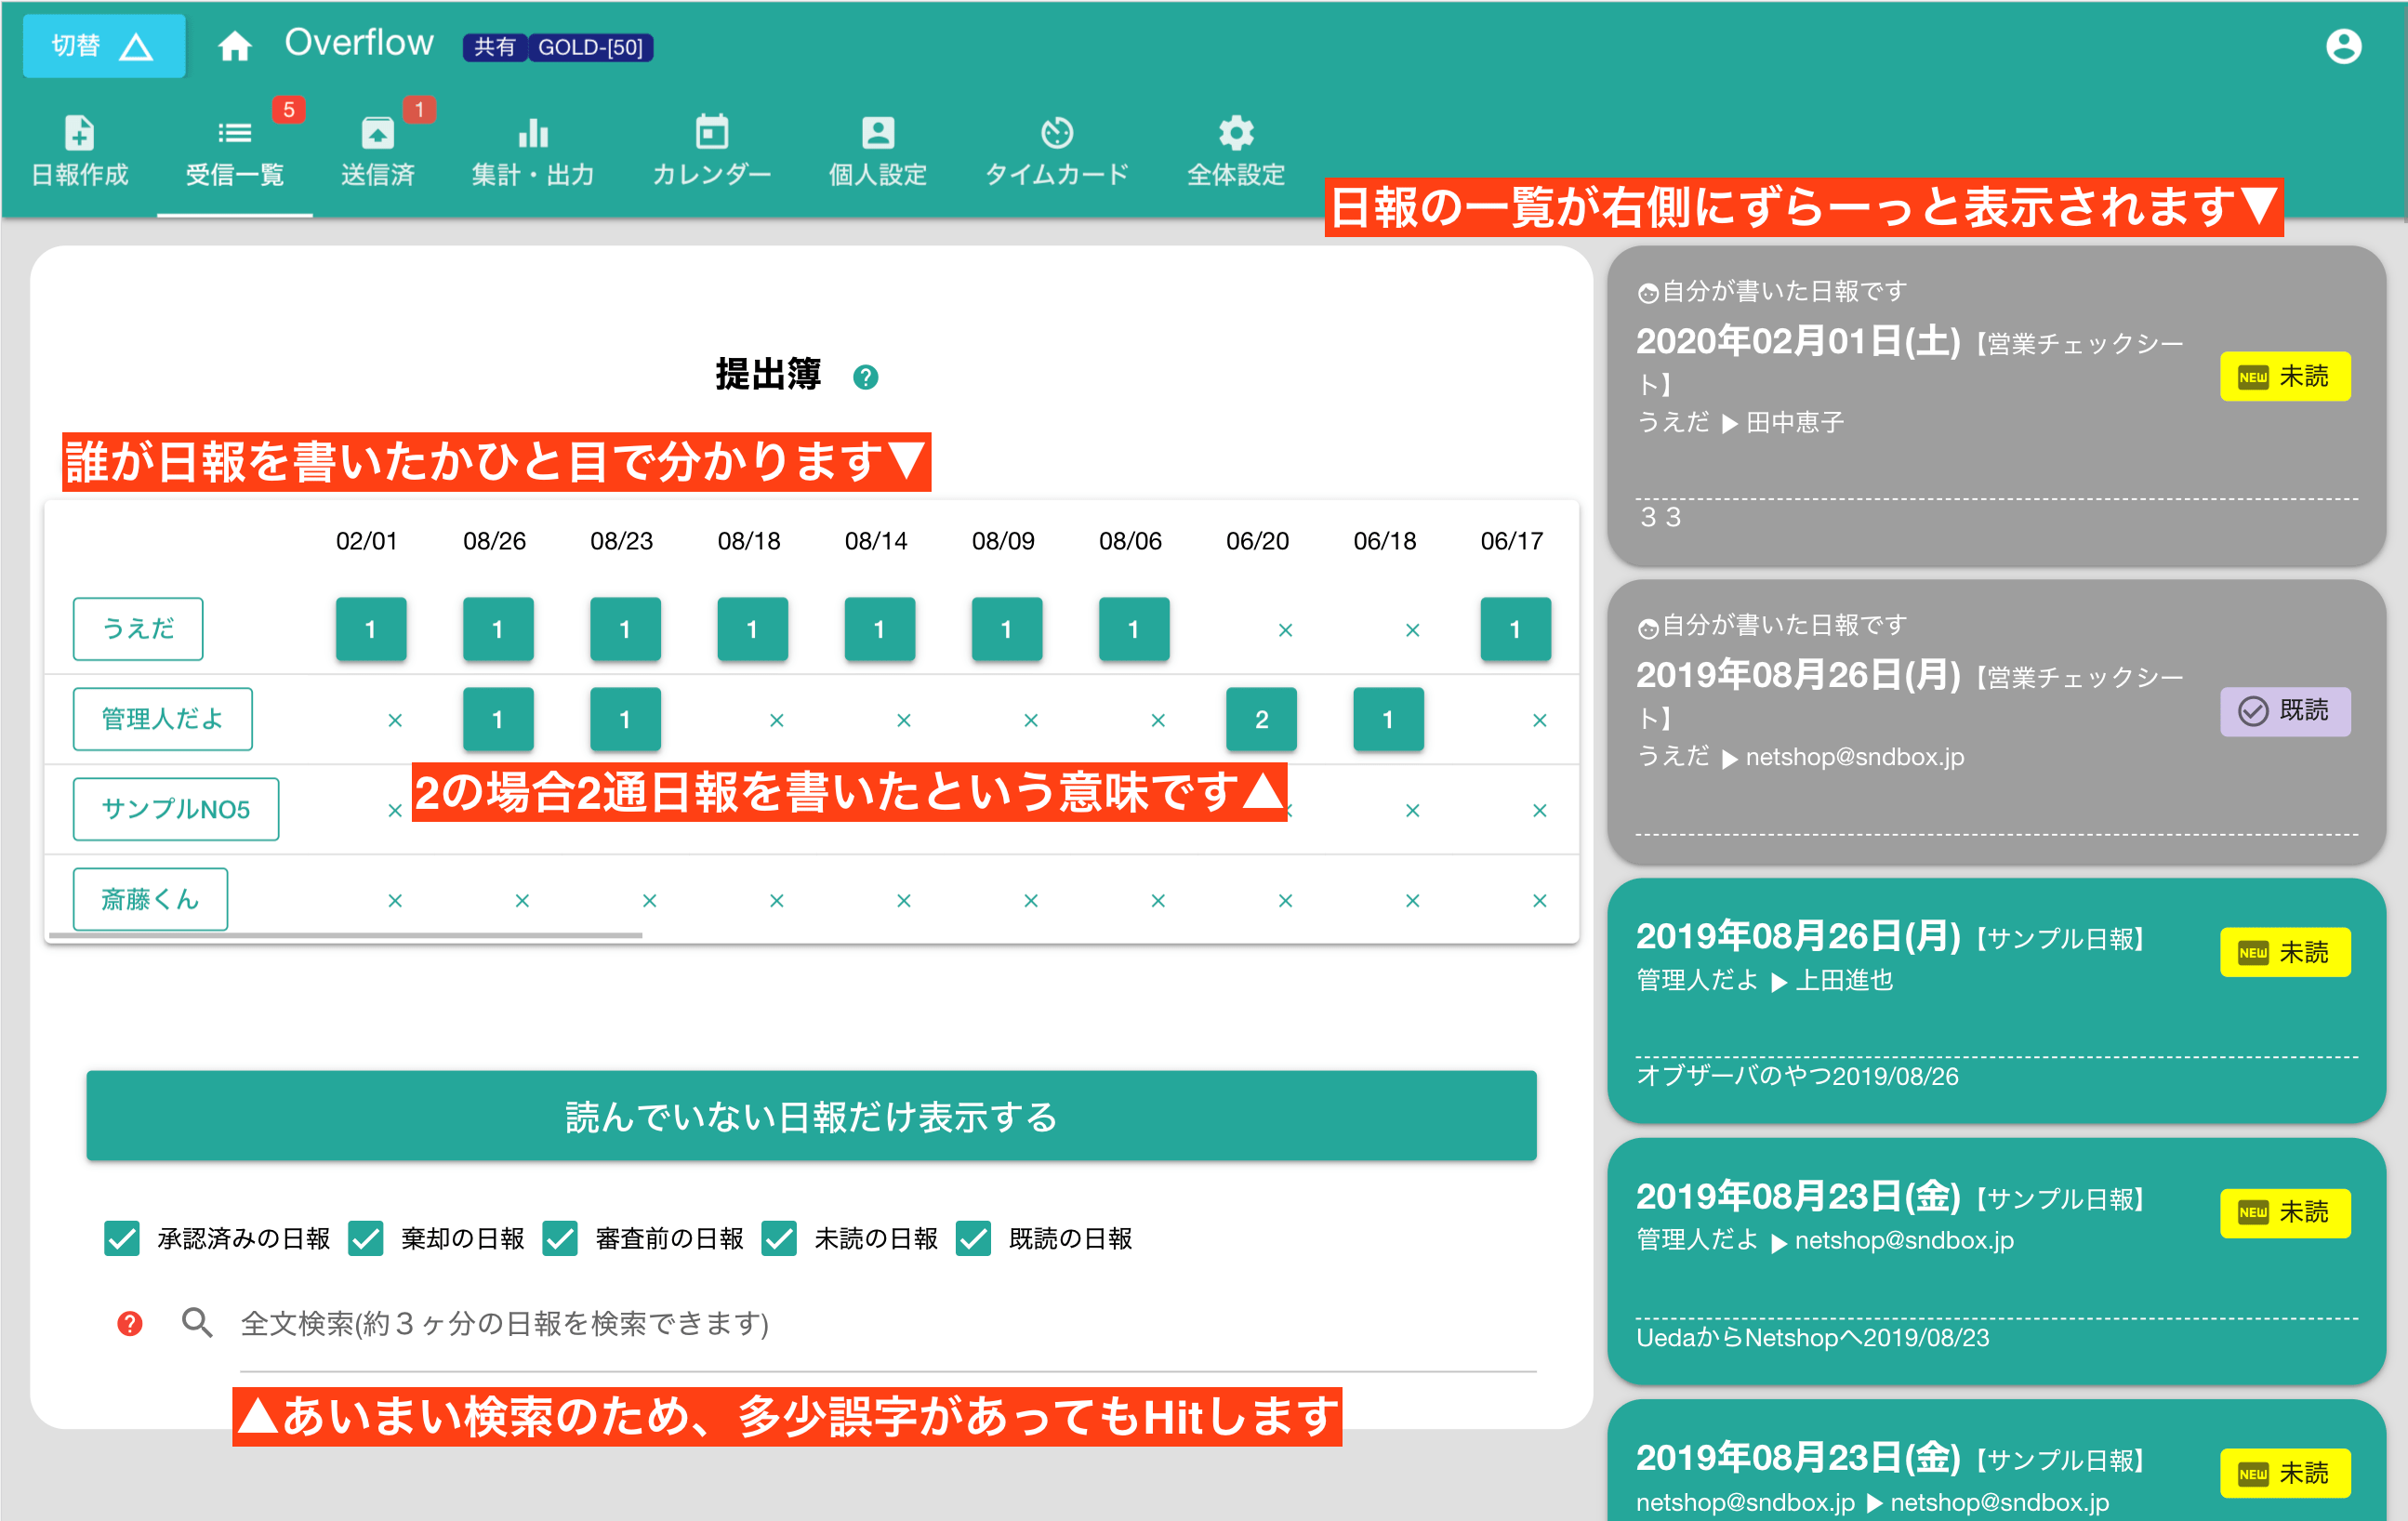 切替
Overflow
共有 GOLD-[50]
5
1
日報作成 受信一覧 送信済 集計・出力 カレンダー 個人設定 タイムカード 全体設定
日報の一覧が右側にずらーっと表示されます▼
提出簿 ?
誰が日報を書いたかひと目で分かります▼
02/01 08/26 08/23 08/18 08/14 08/09 08/06 06/20 06/18 06/17
うえだ 1 1 1 1 1 1 1 × × 1
管理人だよ × 1 1 × × × × 2 1 ×
2の場合2通日報を書いたという意味です▲
サンプルNO5 × × ×
斎藤くん × × × × × × × × × ×
読んでいない日報だけ表示する
承認済みの日報 棄却の日報 審査前の日報 未読の日報 既読の日報
? 全文検索(約３ヶ分の日報を検索できます)
▲あいまい検索のため、多少誤字があってもHitします
自分が書いた日報です
2020年02月01日(土)【営業チェックシー
ト】
うえだ ▶ 田中恵子
NEW 未読
３３
自分が書いた日報です
2019年08月26日(月)【営業チェックシー
ト】
うえだ ▶ netshop@sndbox.jp
既読
2019年08月26日(月)【サンプル日報】
管理人だよ ▶ 上田進也
NEW 未読
オブザーバのやつ2019/08/26
2019年08月23日(金)【サンプル日報】
管理人だよ ▶ netshop@sndbox.jp
NEW 未読
UedaからNetshopへ2019/08/23
2019年08月23日(金)【サンプル日報】
netshop@sndbox.jp ▶ netshop@sndbox.jp
NEW 未読